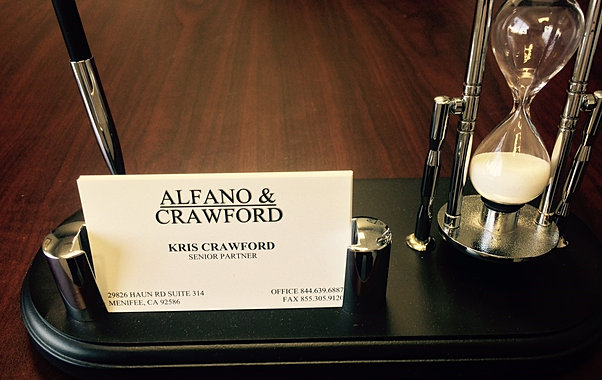 ALFANO &
CRAWFORD
KRIS CRAWFORD
SENIOR PARTNER
29826 HAUN RD SUITE 314
MENIFEE, CA 92586
OFFICE 844.639.6887
FAX 855.305.9120